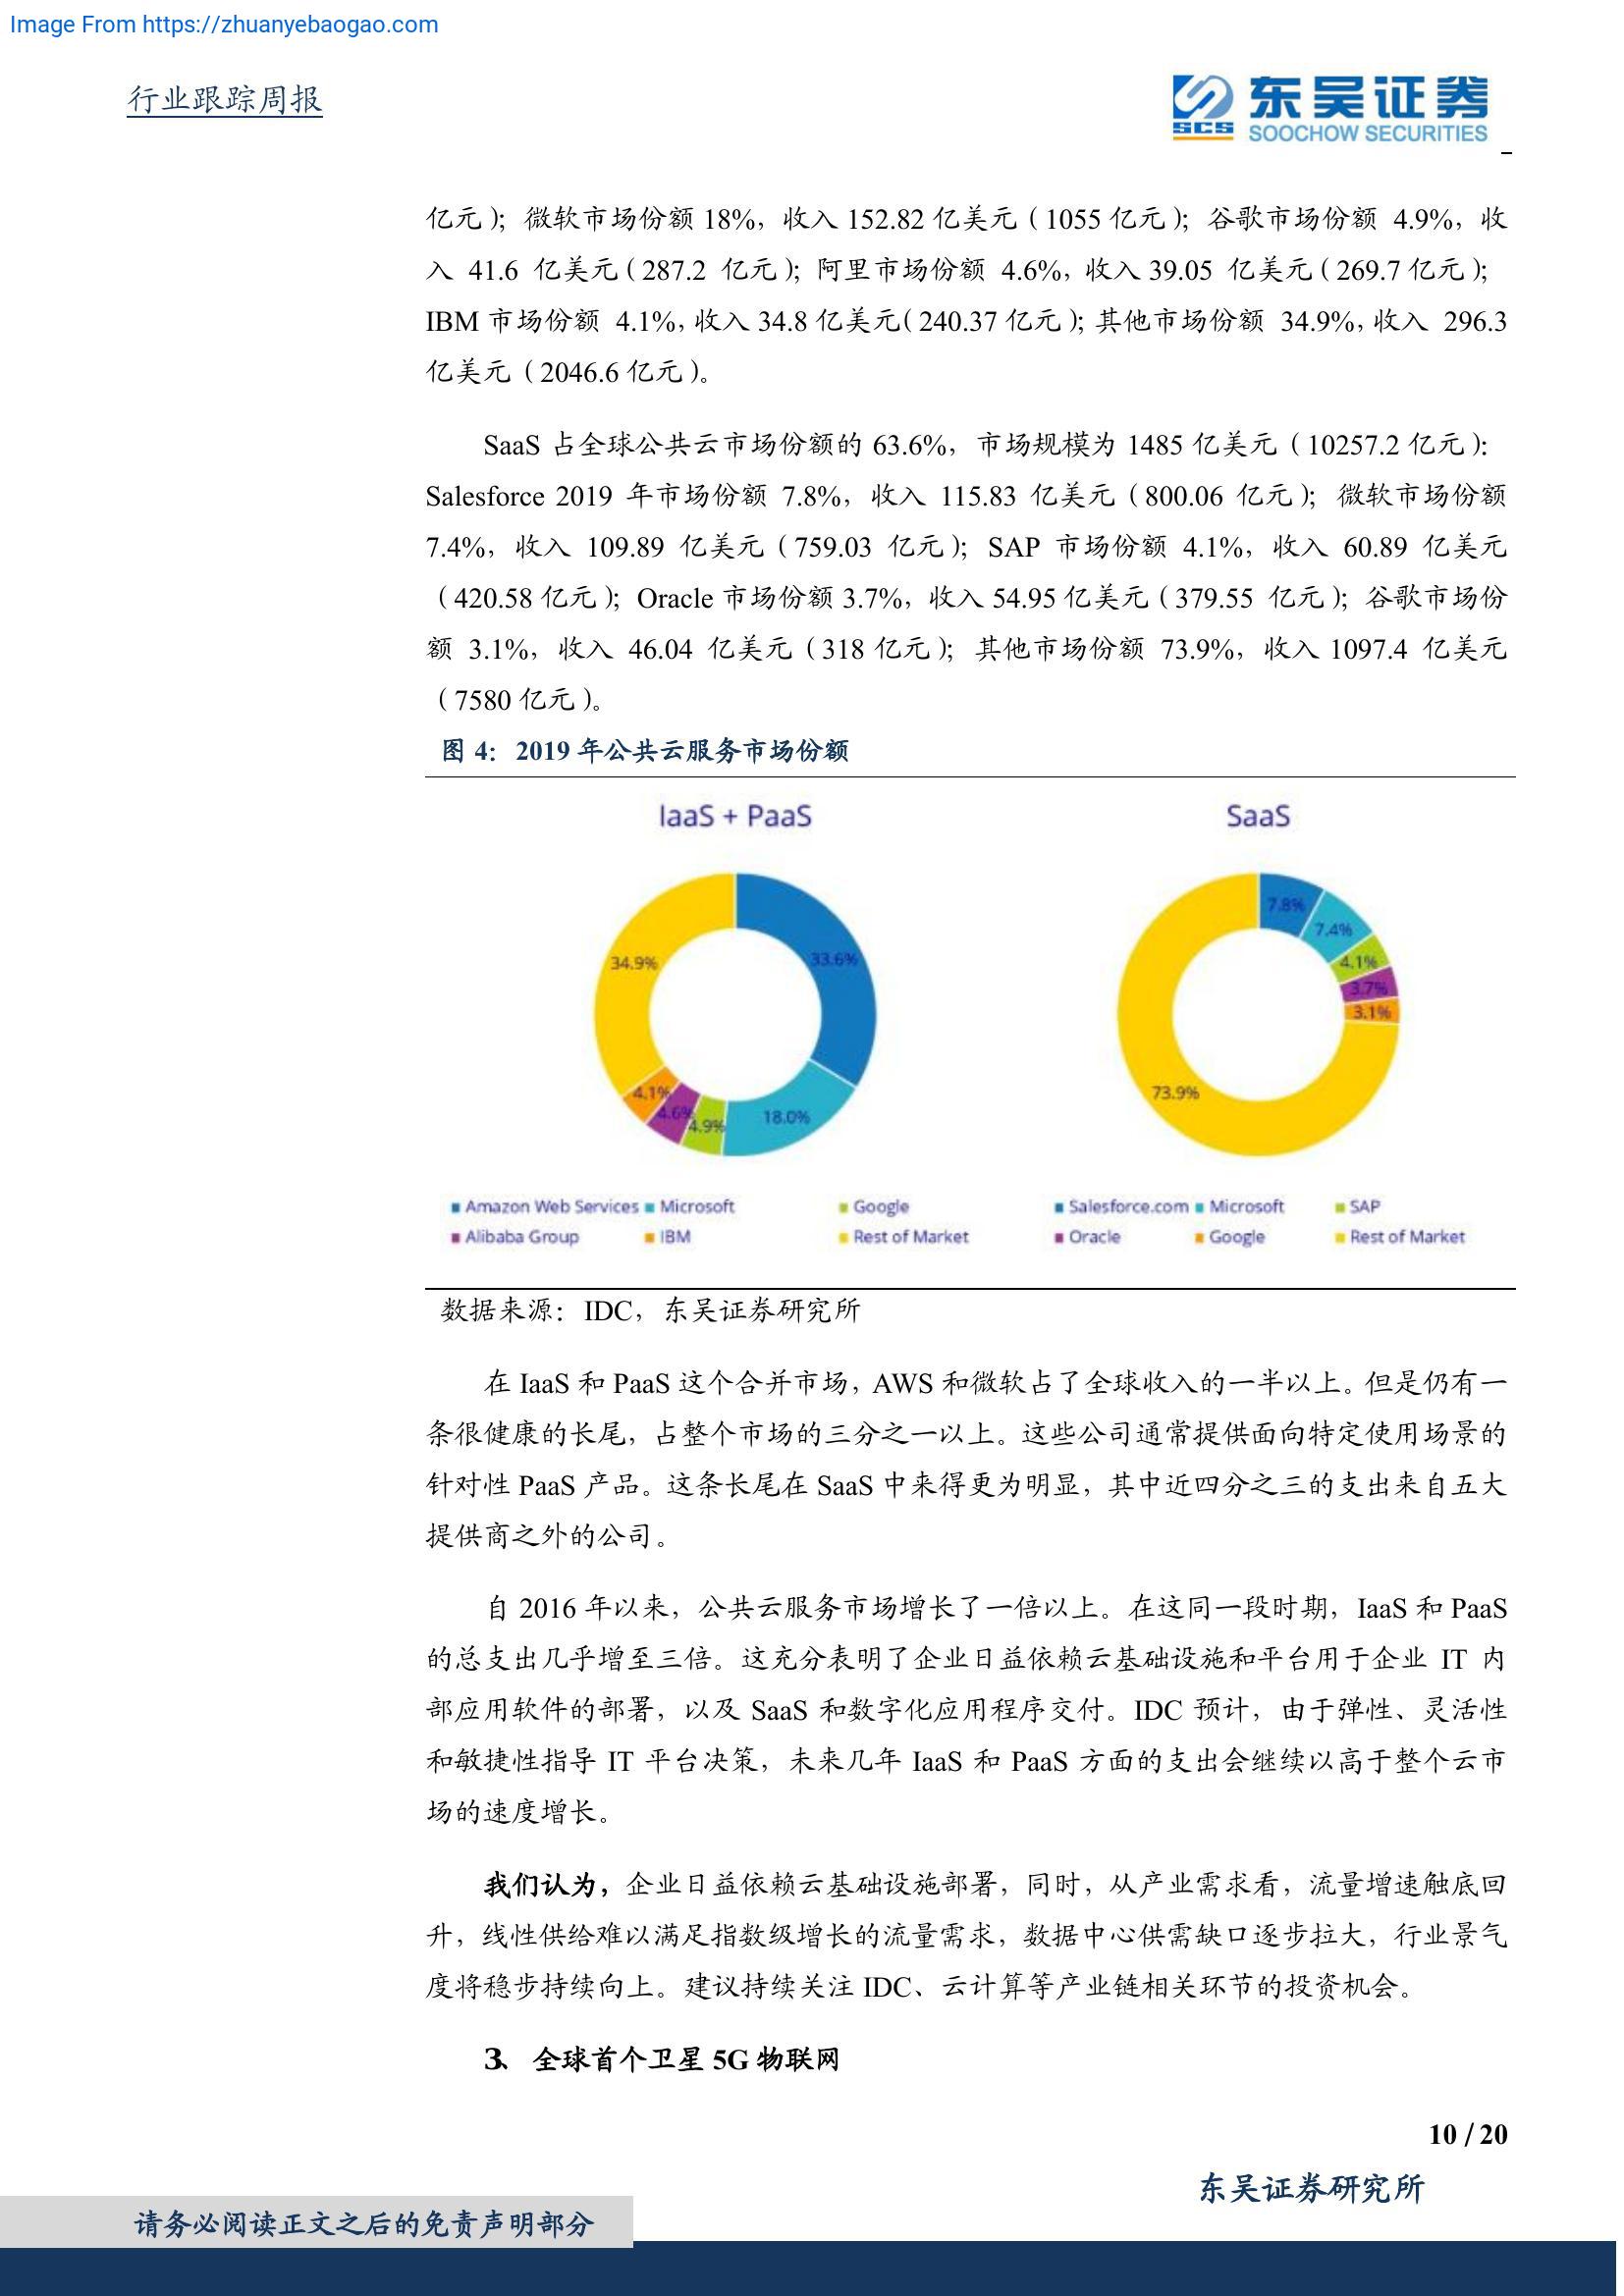 Image From https://zhuanyebaogao.com
行业跟踪周报
SCS 东吴证券
SOOCHOW SECURITIES
亿元); 微软市场份额 18%，收入 152.82 亿美元（1055 亿元); 谷歌市场份额 4.9%，收
入 41.6 亿美元（287.2 亿元); 阿里市场份额 4.6%，收入 39.05 亿美元（269.7 亿元);
IBM 市场份额 4.1%，收入 34.8 亿美元（240.37 亿元); 其他市场份额 34.9%，收入 296.3
亿美元（2046.6 亿元)。
SaaS 占全球公共云市场份额的 63.6%，市场规模为 1485 亿美元（10257.2 亿元):
Salesforce 2019 年市场份额 7.8%，收入 115.83 亿美元（800.06 亿元); 微软市场份额
7.4%，收入 109.89 亿美元（759.03 亿元); SAP 市场份额 4.1%，收入 60.89 亿美元
（420.58 亿元); Oracle 市场份额 3.7%，收入 54.95 亿美元（379.55 亿元); 谷歌市场份
额 3.1%，收入 46.04 亿美元（318 亿元); 其他市场份额 73.9%，收入 1097.4 亿美元
（7580 亿元)。
图 4：2019 年公共云服务市场份额
IaaS + PaaS
33.6%
18.0%
4.9%
4.6%
4.1%
34.9%
Amazon Web Services Microsoft Google
Alibaba Group IBM Rest of Market
SaaS
7.8%
7.4%
4.1%
3.7%
3.1%
73.9%
Salesforce.com Microsoft SAP
Oracle Google Rest of Market
数据来源：IDC，东吴证券研究所
在 IaaS 和 PaaS 这个合并市场，AWS 和微软占了全球收入的一半以上。但是仍有一
条很健康的长尾，占整个市场的三分之一以上。这些公司通常提供面向特定使用场景的
针对性 PaaS 产品。这条长尾在 SaaS 中来得更为明显，其中近四分之三的支出来自五大
提供商之外的公司。
自 2016 年以来，公共云服务市场增长了一倍以上。在这同一段时期，IaaS 和 PaaS
的总支出几乎增至三倍。这充分表明了企业日益依赖云基础设施和平台用于企业 IT 内
部应用软件的部署，以及 SaaS 和数字化应用程序交付。IDC 预计，由于弹性、灵活性
和敏捷性指导 IT 平台决策，未来几年 IaaS 和 PaaS 方面的支出会继续以高于整个云市
场的速度增长。
我们认为，企业日益依赖云基础设施部署，同时，从产业需求看，流量增速触底回
升，线性供给难以满足指数级增长的流量需求，数据中心供需缺口逐步拉大，行业景气
度将稳步持续向上。建议持续关注 IDC、云计算等产业链相关环节的投资机会。
3、 全球首个卫星 5G 物联网
10 / 20
东吴证券研究所
请务必阅读正文之后的免责声明部分